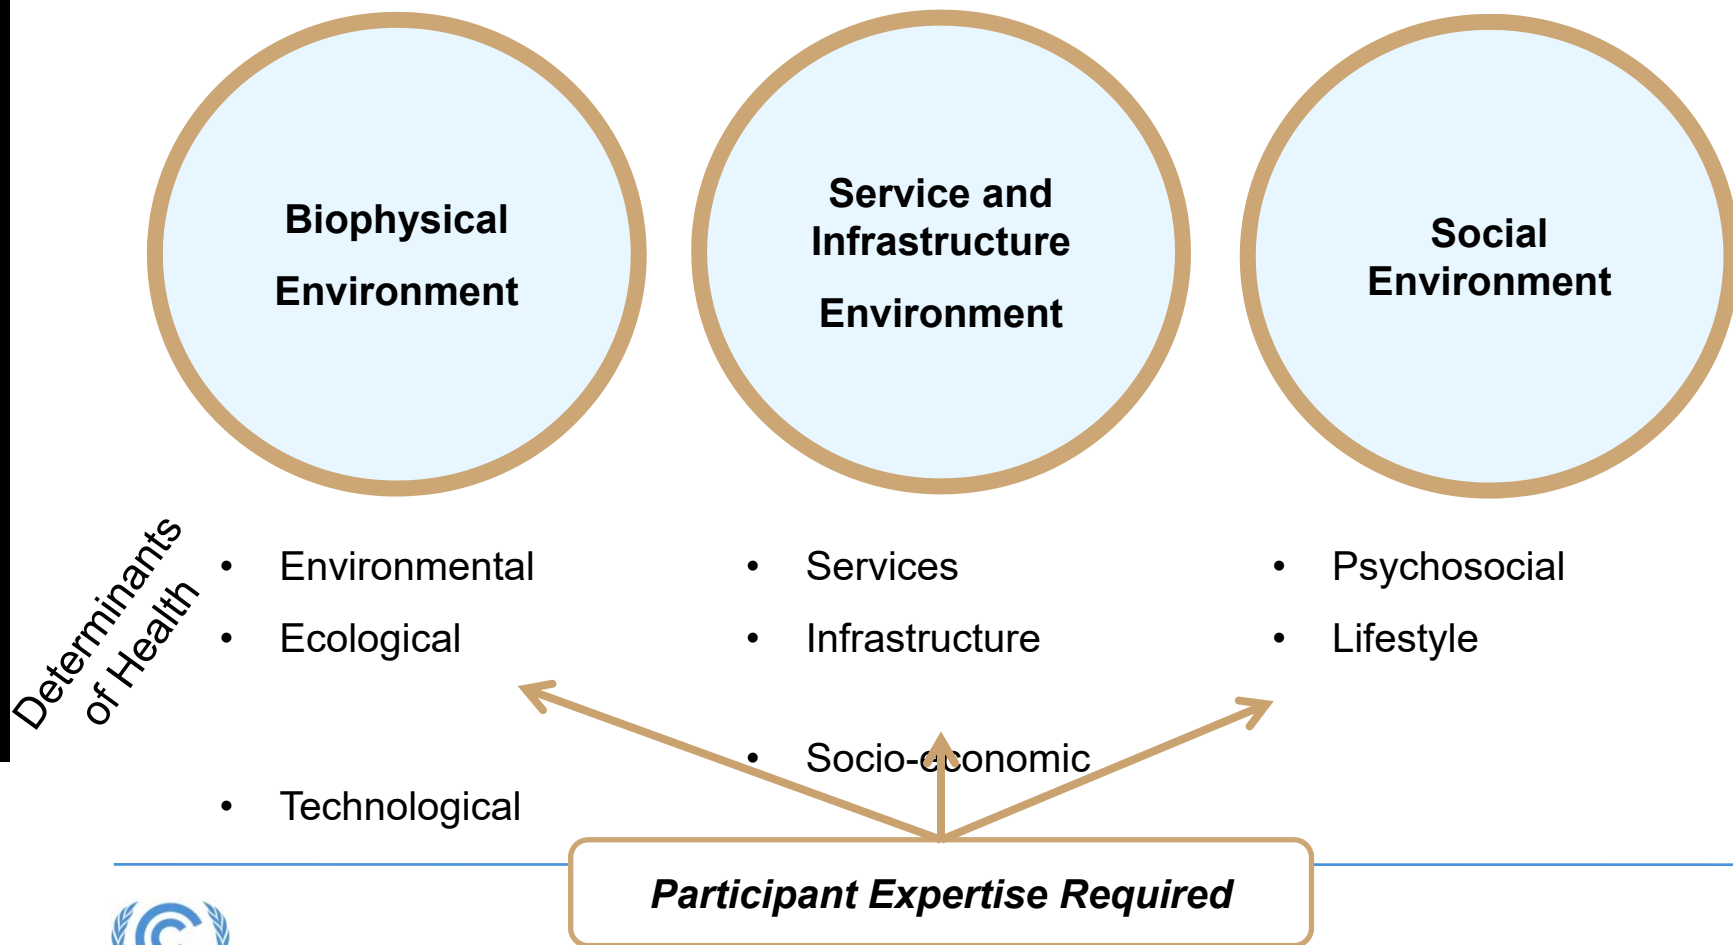 Biophysical
Environment
Service and
Infrastructure
Environment
Social
Environment
Determinants
of Health
• Environmental
• Ecological
• Technological
• Services
• Infrastructure
• Socio-economic
• Psychosocial
• Lifestyle
Participant Expertise Required